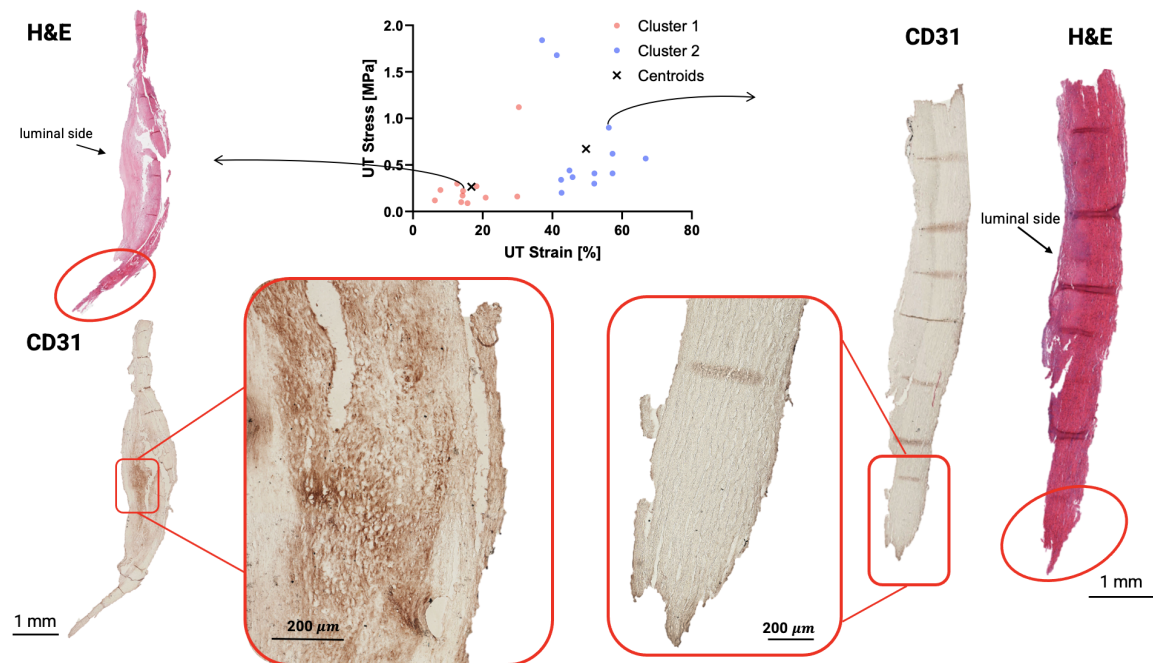 H&E
luminal side
CD31
1 mm
UT Stress [MPa]
2.0
1.5
1.0
0.5
0.0
0
20
40
60
80
UT Strain [%]
Cluster 1
Cluster 2
× Centroids
200 μm
200 μm
CD31
H&E
luminal side
1 mm